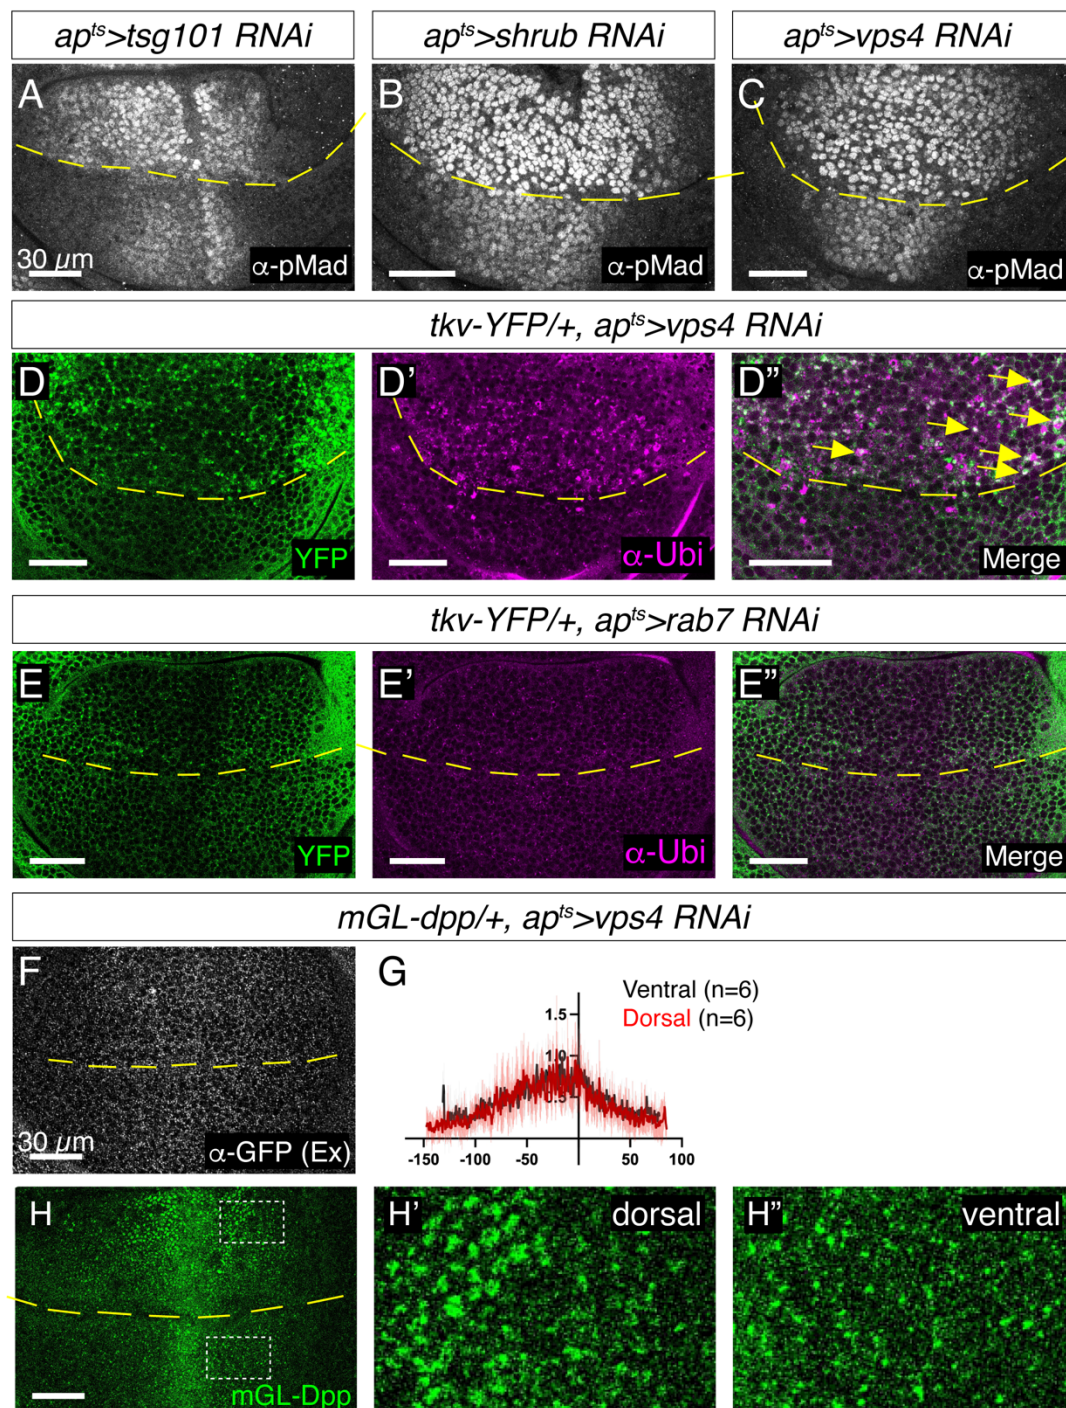 ap^ts>tsg101 RNAi
ap^ts>shrub RNAi
ap^ts>vps4 RNAi
A
30 µm
α-pMad
B
α-pMad
C
α-pMad
tkv-YFP/+, ap^ts>vps4 RNAi
D
YFP
D'
α-Ubi
D"
Merge
tkv-YFP/+, ap^ts>rab7 RNAi
E
YFP
E'
α-Ubi
E"
Merge
mGL-dpp/+, ap^ts>vps4 RNAi
F
30 µm
α-GFP (Ex)
G
Ventral (n=6)
Dorsal (n=6)
1.5
1.0
0.5
-150 -100 -50 0 50 100
H
mGL-Dpp
H'
dorsal
H"
ventral